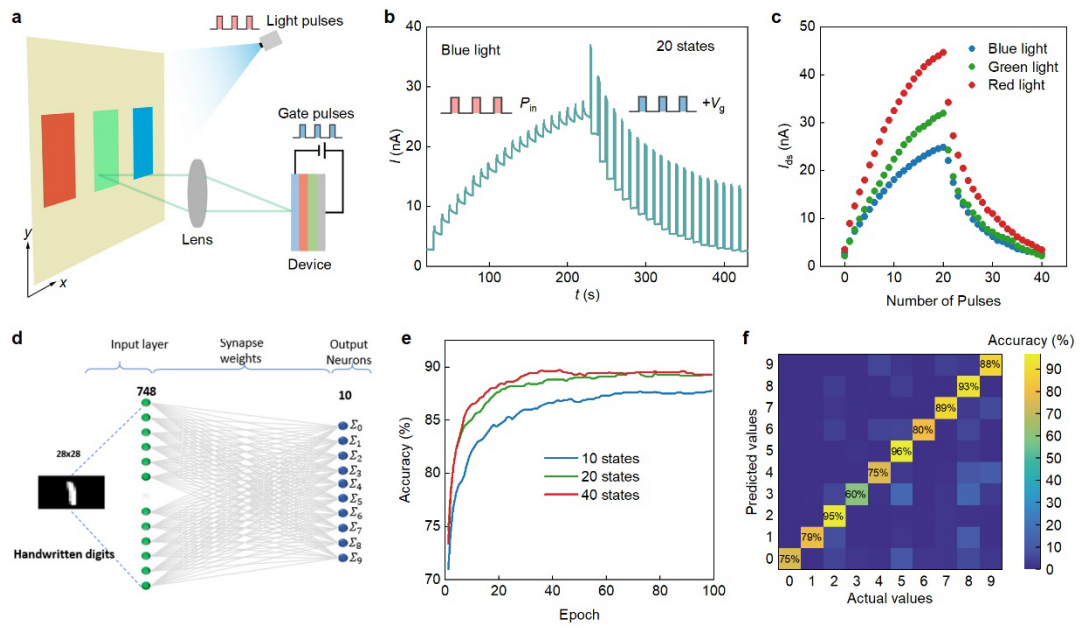 a
Light pulses
Gate pulses
Lens
Device
y
x
b
Blue light
20 states
P_in
+V_g
I (nA)
40
30
20
10
0
100
200
300
400
t (s)
c
Blue light
Green light
Red light
I_ds (nA)
50
40
30
20
10
0
0
10
20
30
40
Number of Pulses
d
Input layer
Synapse weights
Output Neurons
748
10
28x28
Handwritten digits
Σ0
Σ1
Σ2
Σ3
Σ4
Σ5
Σ6
Σ7
Σ8
Σ9
e
Accuracy (%)
90
85
80
75
70
10 states
20 states
40 states
0
20
40
60
80
100
Epoch
f
Accuracy (%)
Predicted values
9
8
7
6
5
4
3
2
1
0
88%
93%
89%
80%
96%
75%
60%
95%
79%
75%
0 1 2 3 4 5 6 7 8 9
Actual values
90
80
70
60
50
40
30
20
10
0